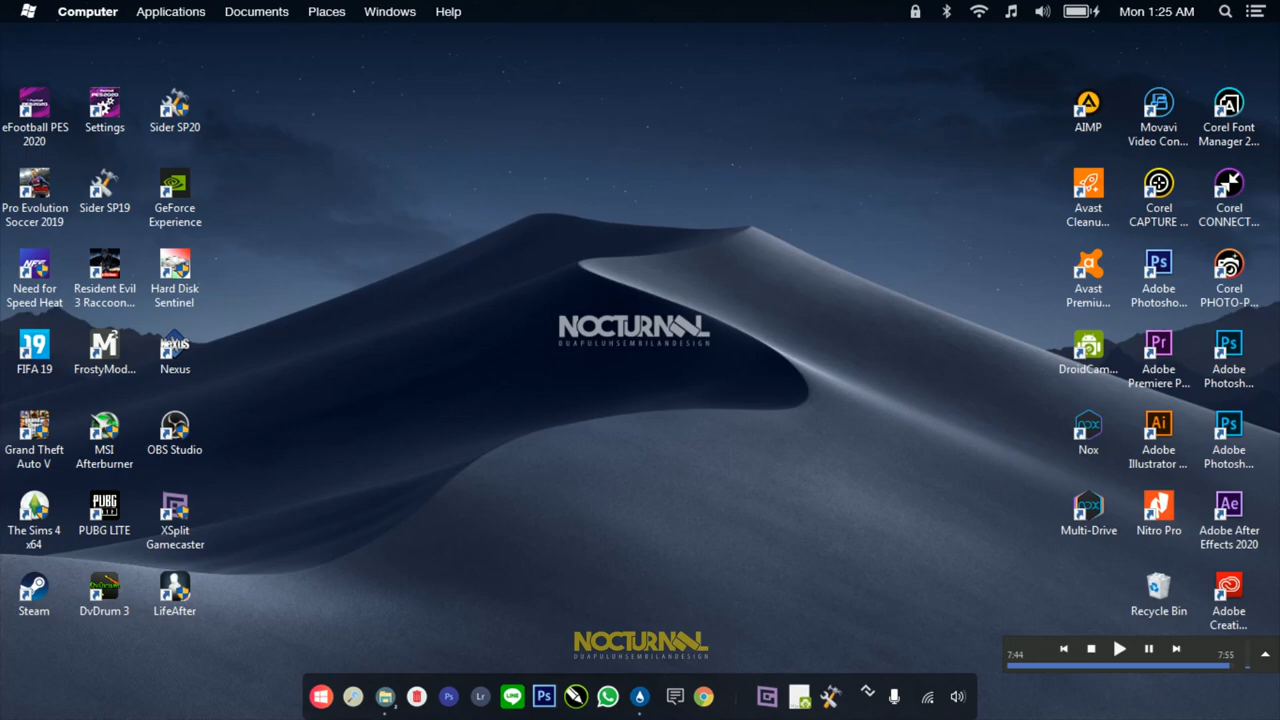 Computer Applications Documents Places Windows Help Mon 1:25 AM
eFootball PES
2020
Settings
Sider SP20
AIMP
Movavi
Video Con...
Corel Font
Manager 2...
Pro Evolution
Soccer 2019
Sider SP19
GeForce
Experience
Avast
Cleanu...
Corel
CAPTURE ...
Corel
CONNECT...
Need for
Speed Heat
Resident Evil
3 Raccoon...
Hard Disk
Sentinel
Avast
Premiu...
Adobe
Photosho...
Corel
PHOTO-P...
NOCTURNAL
DUAPULUHSEMBILANDESIGN
FIFA 19
FrostyMod...
Nexus
DroidCam...
Adobe
Premiere P...
Adobe
Photosh...
Grand Theft
Auto V
MSI
Afterburner
OBS Studio
Nox
Adobe
Illustrator ...
Adobe
Photosh...
The Sims 4
x64
PUBG LITE
XSplit
Gamecaster
Multi-Drive
Nitro Pro
Adobe After
Effects 2020
Steam
DvDrum 3
LifeAfter
Recycle Bin
Adobe
Creati...
NOCTURNAL
DUAPULUHSEMBILANDESIGN
7:44 7:55
Ps Lr LINE Ps